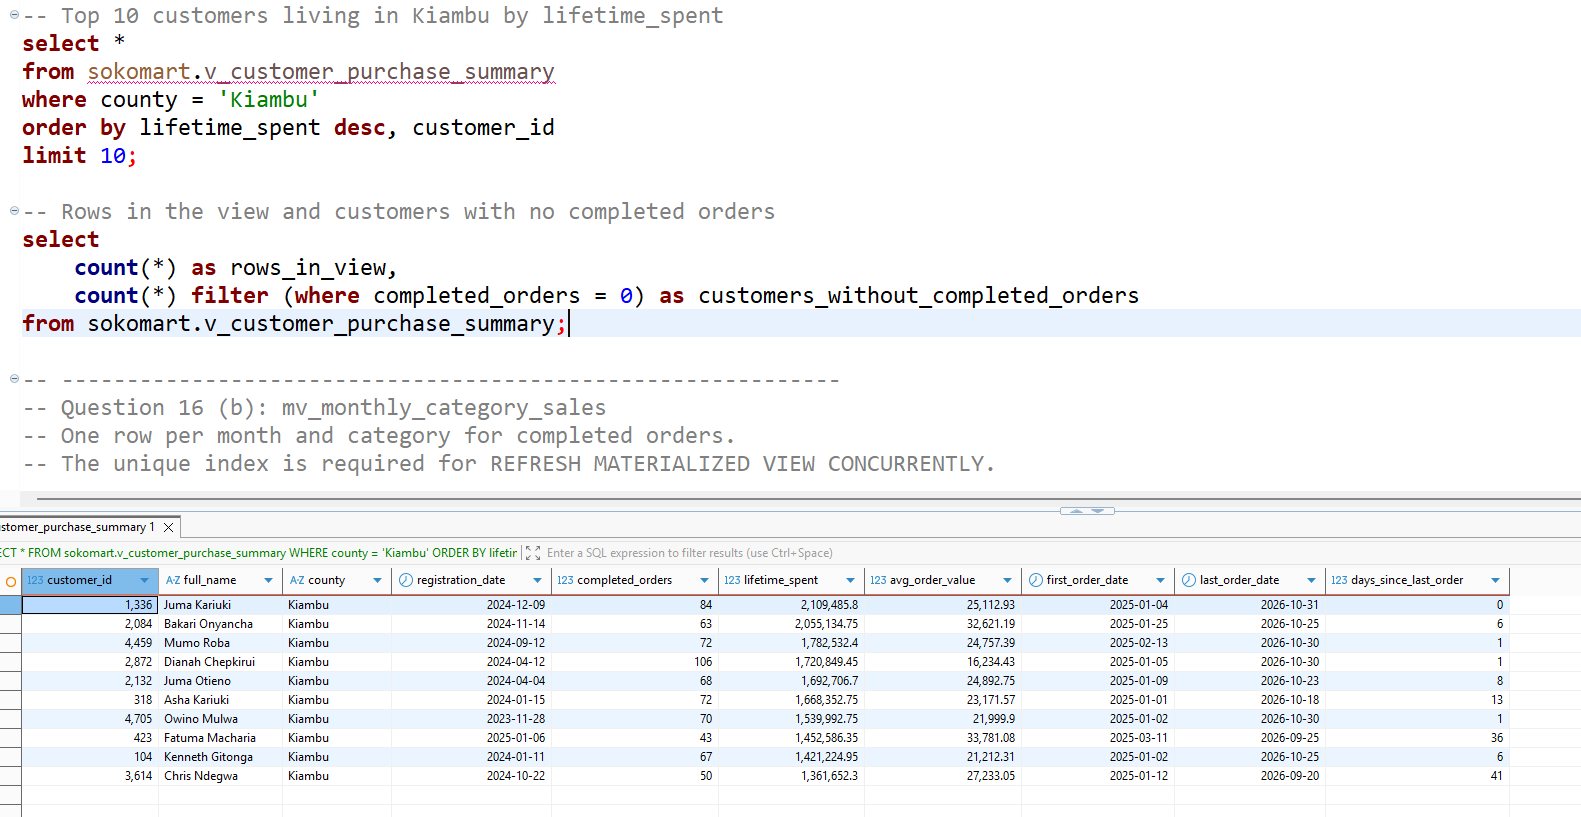 -- Top 10 customers living in Kiambu by lifetime_spent
select *
from sokomart.v_customer_purchase_summary
where county = 'Kiambu'
order by lifetime_spent desc, customer_id
limit 10;
-- Rows in the view and customers with no completed orders
select
    count(*) as rows_in_view,
    count(*) filter (where completed_orders = 0) as customers_without_completed_orders
from sokomart.v_customer_purchase_summary;
-- ------------------------------------------------------------
-- Question 16 (b): mv_monthly_category_sales
-- One row per month and category for completed orders.
-- The unique index is required for REFRESH MATERIALIZED VIEW CONCURRENTLY.
stomer_purchase_summary 1
ECT * FROM sokomart.v_customer_purchase_summary WHERE county = 'Kiambu' ORDER BY lifetir Enter a SQL expression to filter results (use Ctrl+Space)
123 customer_id A-Z full_name A-Z county registration_date 123 completed_orders 123 lifetime_spent 123 avg_order_value first_order_date last_order_date 123 days_since_last_order
1,336 Juma Kariuki Kiambu 2024-12-09 84 2,109,485.8 25,112.93 2025-01-04 2026-10-31 0
2,084 Bakari Onyancha Kiambu 2024-11-14 63 2,055,134.75 32,621.19 2025-01-25 2026-10-25 6
4,459 Mumo Roba Kiambu 2024-09-12 72 1,782,532.4 24,757.39 2025-02-13 2026-10-30 1
2,872 Dianah Chepkirui Kiambu 2024-04-12 106 1,720,849.45 16,234.43 2025-01-05 2026-10-30 1
2,132 Juma Otieno Kiambu 2024-04-04 68 1,692,706.7 24,892.75 2025-01-09 2026-10-23 8
318 Asha Kariuki Kiambu 2024-01-15 72 1,668,352.75 23,171.57 2025-01-01 2026-10-18 13
4,705 Owino Mulwa Kiambu 2023-11-28 70 1,539,992.75 21,999.9 2025-01-02 2026-10-30 1
423 Fatuma Macharia Kiambu 2025-01-06 43 1,452,586.35 33,781.08 2025-03-11 2026-09-25 36
104 Kenneth Gitonga Kiambu 2024-01-11 67 1,421,224.95 21,212.31 2025-01-02 2026-10-25 6
3,614 Chris Ndegwa Kiambu 2024-10-22 50 1,361,652.3 27,233.05 2025-01-12 2026-09-20 41